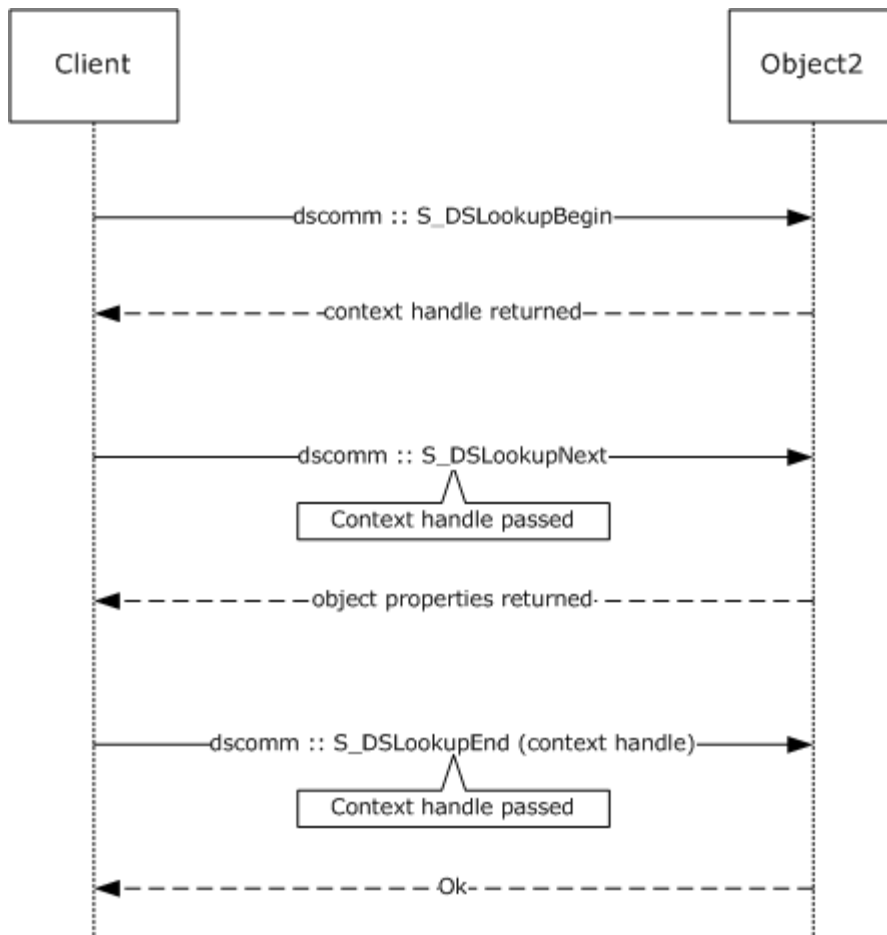 Client
Object2
dscomm :: S_DSLookupBegin
context handle returned
dscomm :: S_DSLookupNext
Context handle passed
object properties returned
dscomm :: S_DSLookupEnd (context handle)
Context handle passed
Ok